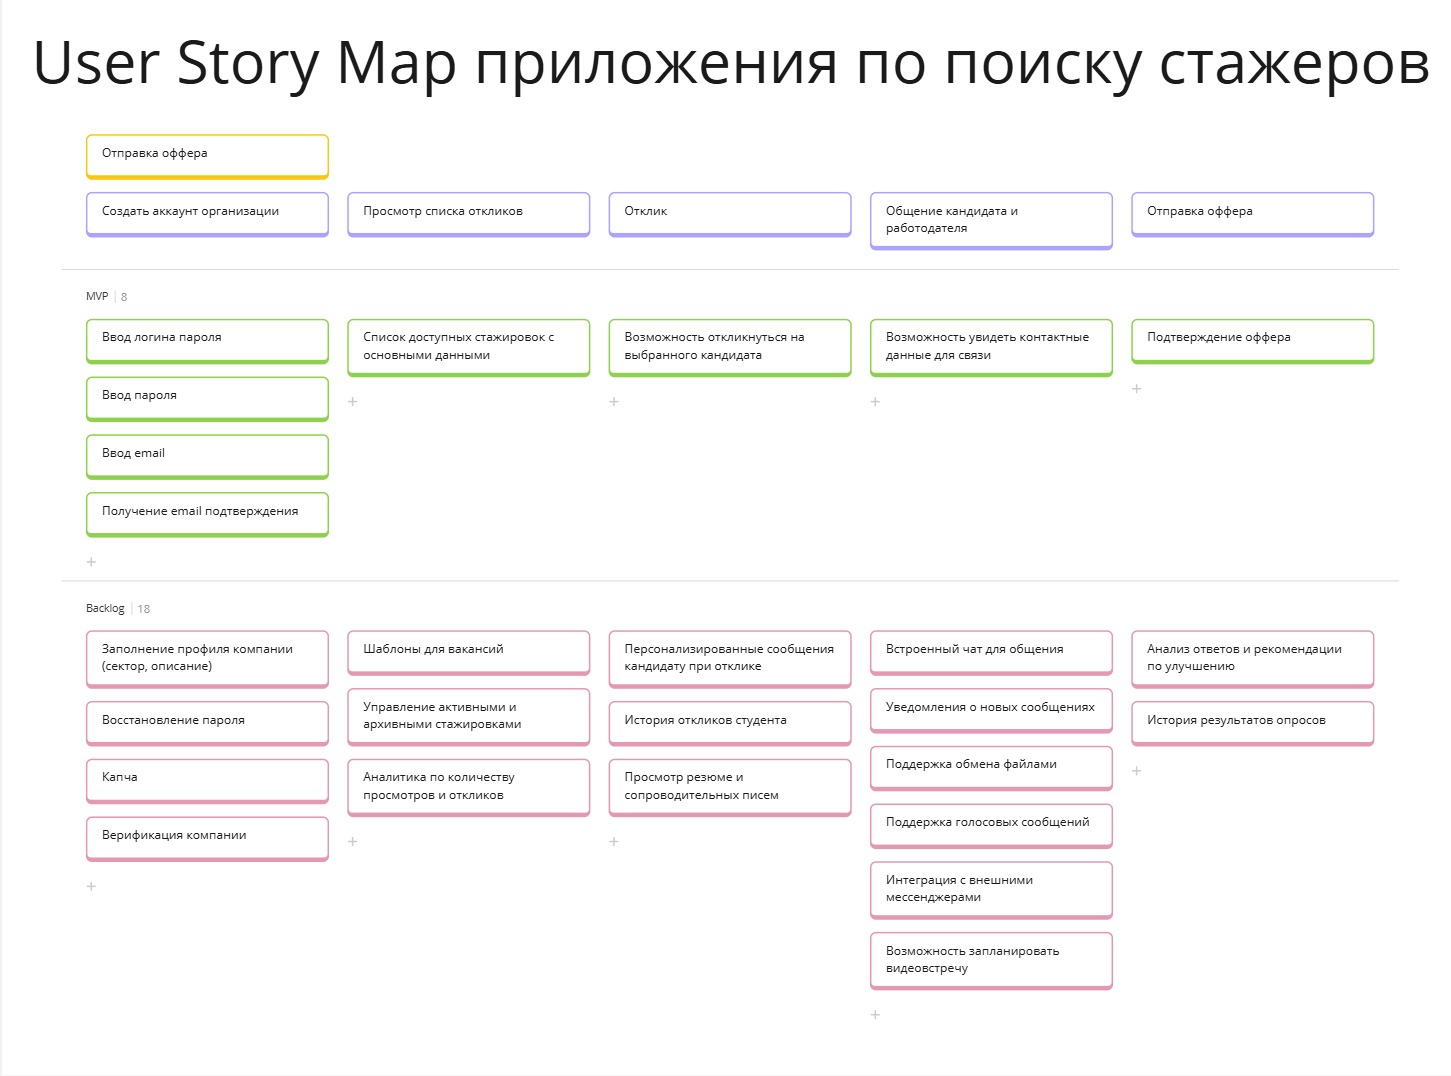 User Story Map приложения по поиску стажеров
Отправка оффера
Создать аккаунт организации
Просмотр списка откликов
Отклик
Общение кандидата и
работодателя
Отправка оффера
MVP | 8
Ввод логина пароля
Список доступных стажировок с
основными данными
Возможность откликнуться на
выбранного кандидата
Возможность увидеть контактные
данные для связи
Подтверждение оффера
Ввод пароля
Ввод email
Получение email подтверждения
Backlog | 18
Заполнение профиля компании
(сектор, описание)
Восстановление пароля
Капча
Верификация компании
Шаблоны для вакансий
Управление активными и
архивными стажировками
Аналитика по количеству
просмотров и откликов
Персонализированные сообщения
кандидату при отклике
История откликов студента
Просмотр резюме и
сопроводительных писем
Встроенный чат для общения
Уведомления о новых сообщениях
Поддержка обмена файлами
Поддержка голосовых сообщений
Интеграция с внешними
мессенджерами
Возможность запланировать
видеовстречу
Анализ ответов и рекомендации
по улучшению
История результатов опросов